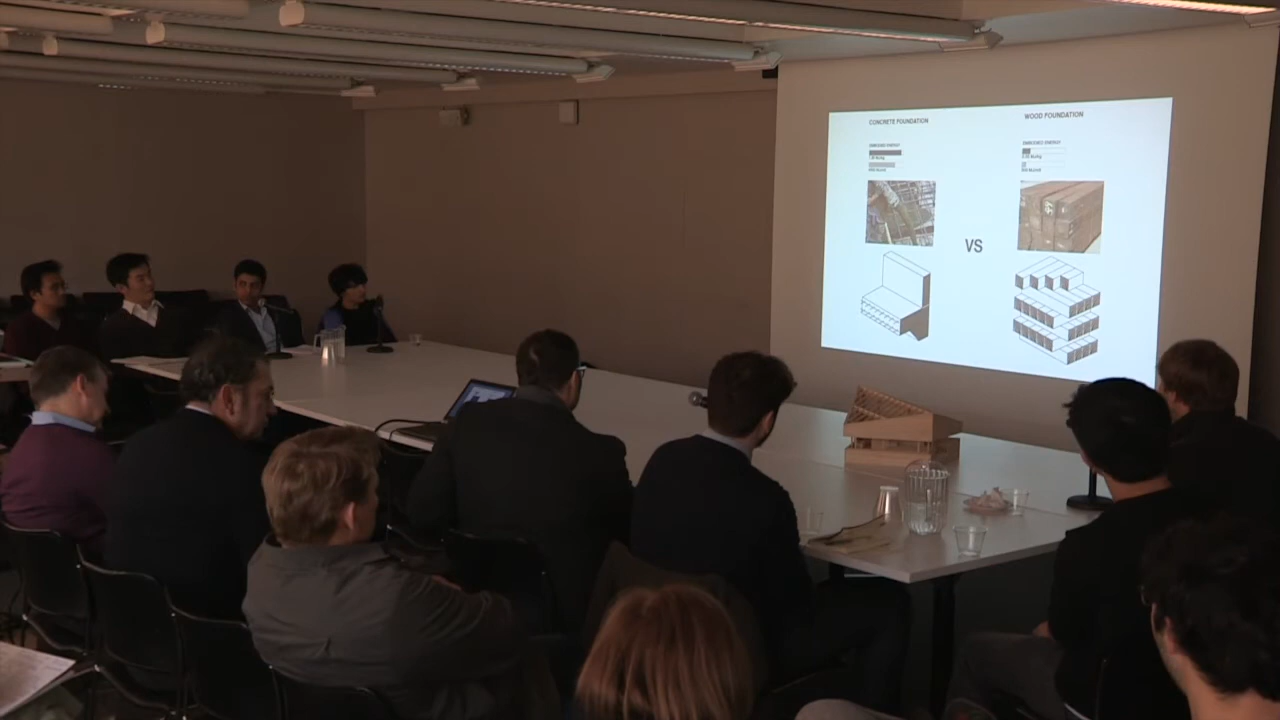 CONCRETE FOUNDATION
WOOD FOUNDATION
EMBODIED ENERGY
EMBODIED ENERGY
VS